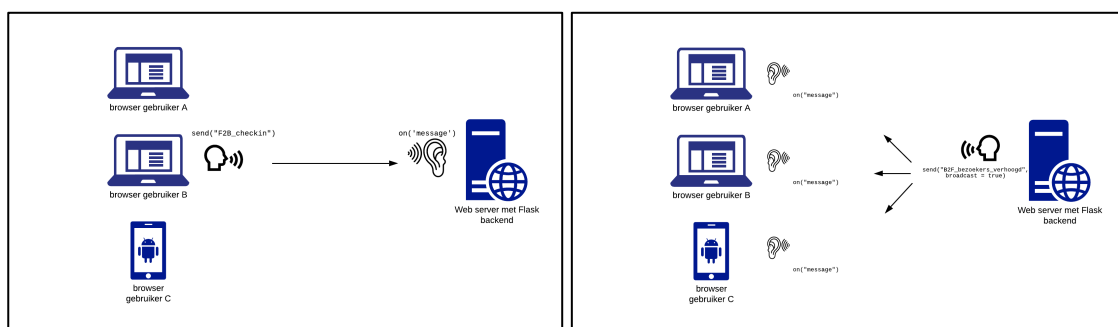 browser gebruiker A
send("F2B_checkin")
on('message')
browser gebruiker B
Web server met Flask
backend
browser
gebruiker C
on("message")
browser gebruiker A
send("B2F_bezoekers_verhoogd",
broadcast = true)
on("message")
browser gebruiker B
Web server met Flask
backend
on("message")
browser
gebruiker C